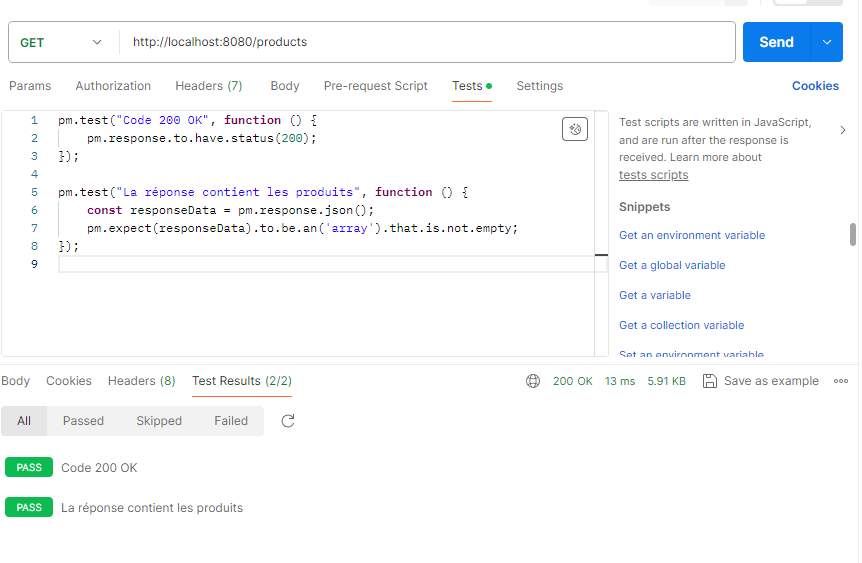 GET http://localhost:8080/products Send
Params Authorization Headers (7) Body Pre-request Script Tests Settings Cookies
1 pm.test("Code 200 OK", function () {
2 pm.response.to.have.status(200);
3 });
4
5 pm.test("La réponse contient les produits", function () {
6 const responseData = pm.response.json();
7 pm.expect(responseData).to.be.an('array').that.is.not.empty;
8 });
9
Test scripts are written in JavaScript,
and are run after the response is
received. Learn more about
tests scripts
Snippets
Get an environment variable
Get a global variable
Get a variable
Get a collection variable
Set an environment variable
Body Cookies Headers (8) Test Results (2/2) 200 OK 13 ms 5.91 KB Save as example
All Passed Skipped Failed
PASS Code 200 OK
PASS La réponse contient les produits